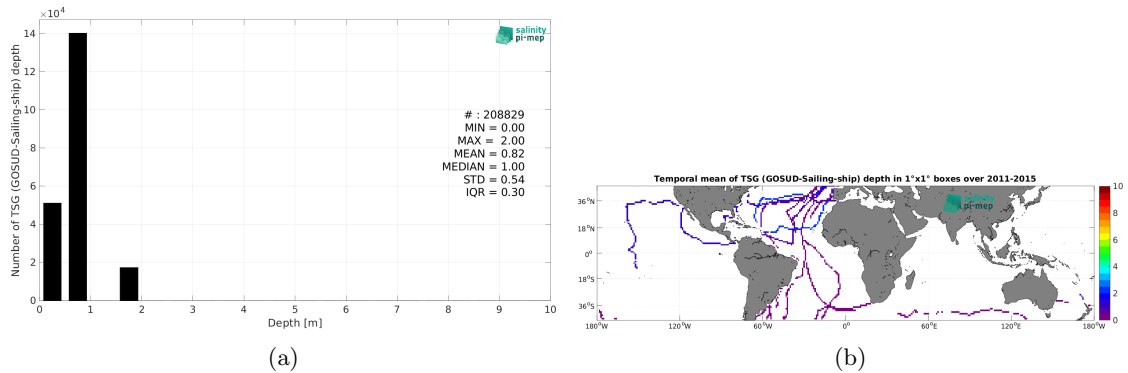 ×10⁴
14
12
10
8
6
4
2
0
Number of TSG (GOSUD-Sailing-ship) depth
salinity
pi-mep
# : 208829
MIN = 0.00
MAX = 2.00
MEAN = 0.82
MEDIAN = 1.00
STD = 0.54
IQR = 0.30
0 1 2 3 4 5 6 7 8 9 10
Depth [m]
(a)
Temporal mean of TSG (GOSUD-Sailing-ship) depth in 1°x1° boxes over 2011-2015
salinity
pi-mep
36°N
18°N
0°
18°S
36°S
180°W 120°W 60°W 0° 60°E 120°E 180°W
10
8
6
4
2
0
(b)